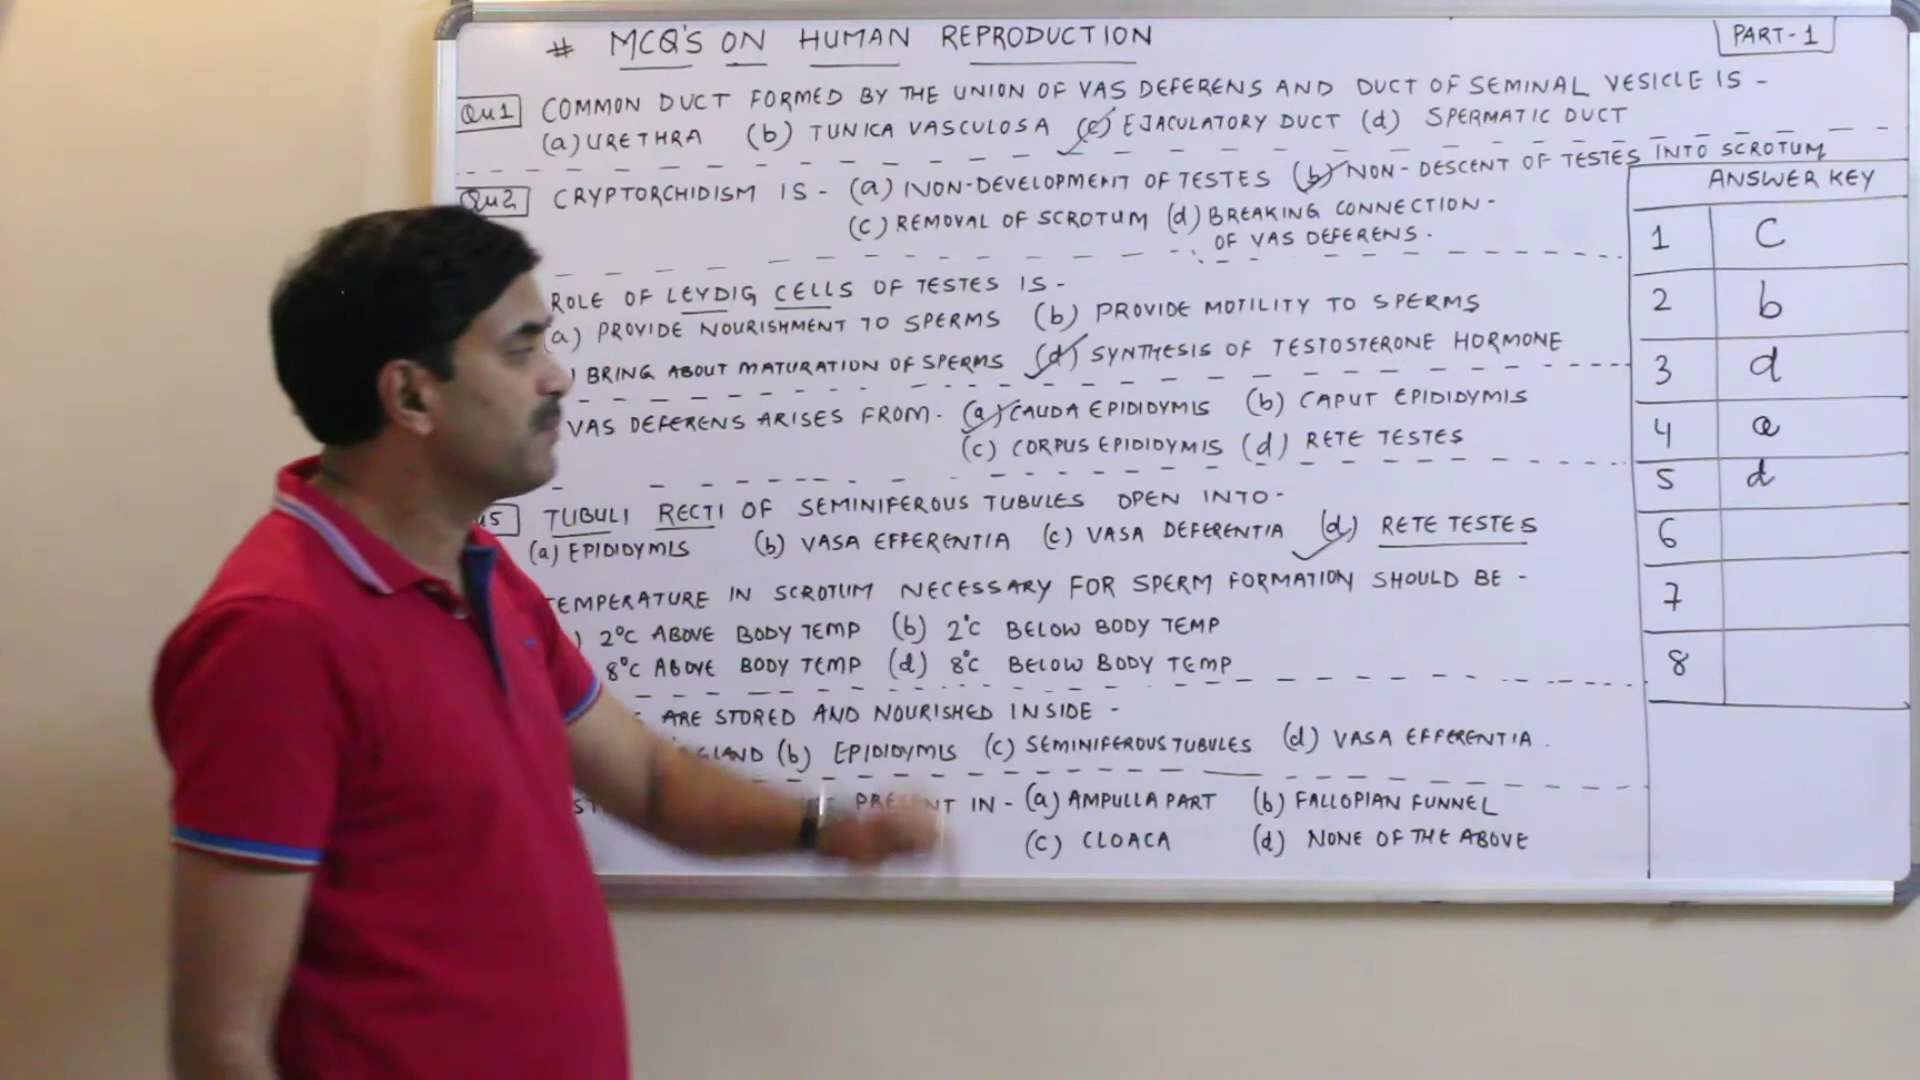 # MCQ'S ON HUMAN REPRODUCTION
PART-1
Qu1 COMMON DUCT FORMED BY THE UNION OF VAS DEFERENS AND DUCT OF SEMINAL VESICLE IS -
(a) URETHRA (b) TUNICA VASCULOSA (c) EJACULATORY DUCT (d) SPERMATIC DUCT
Qu2 CRYPTORCHIDISM IS - (a) NON-DEVELOPMENT OF TESTES (b) NON-DESCENT OF TESTES INTO SCROTUM
(c) REMOVAL OF SCROTUM (d) BREAKING CONNECTION -
OF VAS DEFERENS.
ROLE OF LEYDIG CELLS OF TESTES IS -
(a) PROVIDE NOURISHMENT TO SPERMS (b) PROVIDE MOTILITY TO SPERMS
) BRING ABOUT MATURATION OF SPERMS (d) SYNTHESIS OF TESTOSTERONE HORMONE
VAS DEFERENS ARISES FROM - (a) CAUDA EPIDIDYMIS (b) CAPUT EPIDIDYMIS
(c) CORPUS EPIDIDYMIS (d) RETE TESTES
u5 TUBULI RECTI OF SEMINIFEROUS TUBULES OPEN INTO -
(a) EPIDIDYMIS (b) VASA EFFERENTIA (c) VASA DEFERENTIA (d) RETE TESTES
TEMPERATURE IN SCROTUM NECESSARY FOR SPERM FORMATION SHOULD BE -
) 2°C ABOVE BODY TEMP (b) 2°C BELOW BODY TEMP
8°C ABOVE BODY TEMP (d) 8°C BELOW BODY TEMP
ARE STORED AND NOURISHED INSIDE -
GLAND (b) EPIDIDYMIS (c) SEMINIFEROUS TUBULES (d) VASA EFFERENTIA .
PRESENT IN - (a) AMPULLA PART (b) FALLOPIAN FUNNEL
(c) CLOACA (d) NONE OF THE ABOVE
ANSWER KEY
1 C
2 b
3 d
4 a
5 d
6
7
8